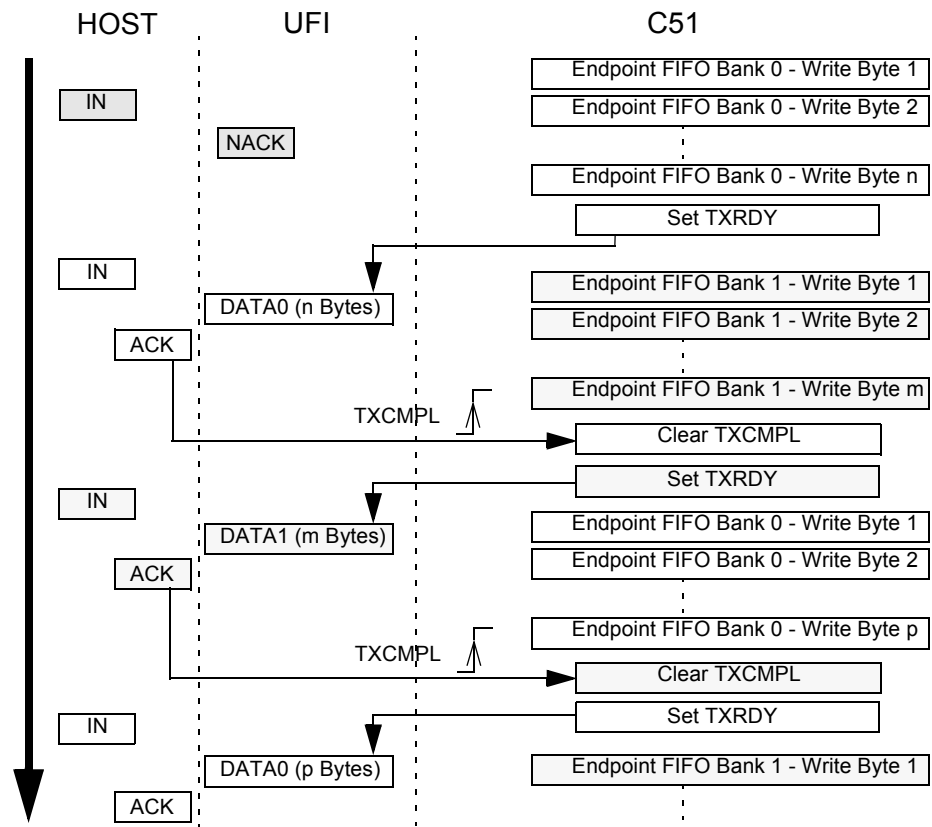 HOST UFI C51
Endpoint FIFO Bank 0 - Write Byte 1
IN
Endpoint FIFO Bank 0 - Write Byte 2
NACK
Endpoint FIFO Bank 0 - Write Byte n
Set TXRDY
IN
Endpoint FIFO Bank 1 - Write Byte 1
DATA0 (n Bytes)
Endpoint FIFO Bank 1 - Write Byte 2
ACK
Endpoint FIFO Bank 1 - Write Byte m
TXCMPL
Clear TXCMPL
Set TXRDY
IN
Endpoint FIFO Bank 0 - Write Byte 1
DATA1 (m Bytes)
Endpoint FIFO Bank 0 - Write Byte 2
ACK
Endpoint FIFO Bank 0 - Write Byte p
TXCMPL
Clear TXCMPL
Set TXRDY
IN
DATA0 (p Bytes)
Endpoint FIFO Bank 1 - Write Byte 1
ACK